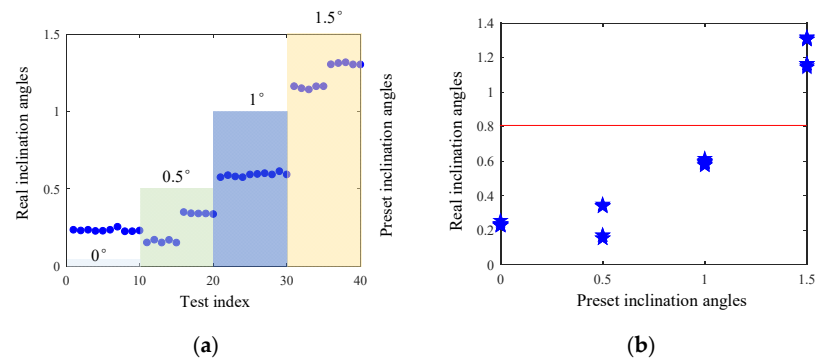 1.5°
1.5
1
0.5
0
1°
0.5°
0°
0 10 20 30 40
Test index
Real inclination angles
Preset inclination angles
(a)
1.4
1.2
1
0.8
0.6
0.4
0.2
0
0 0.5 1 1.5
Preset inclination angles
Real inclination angles
(b)